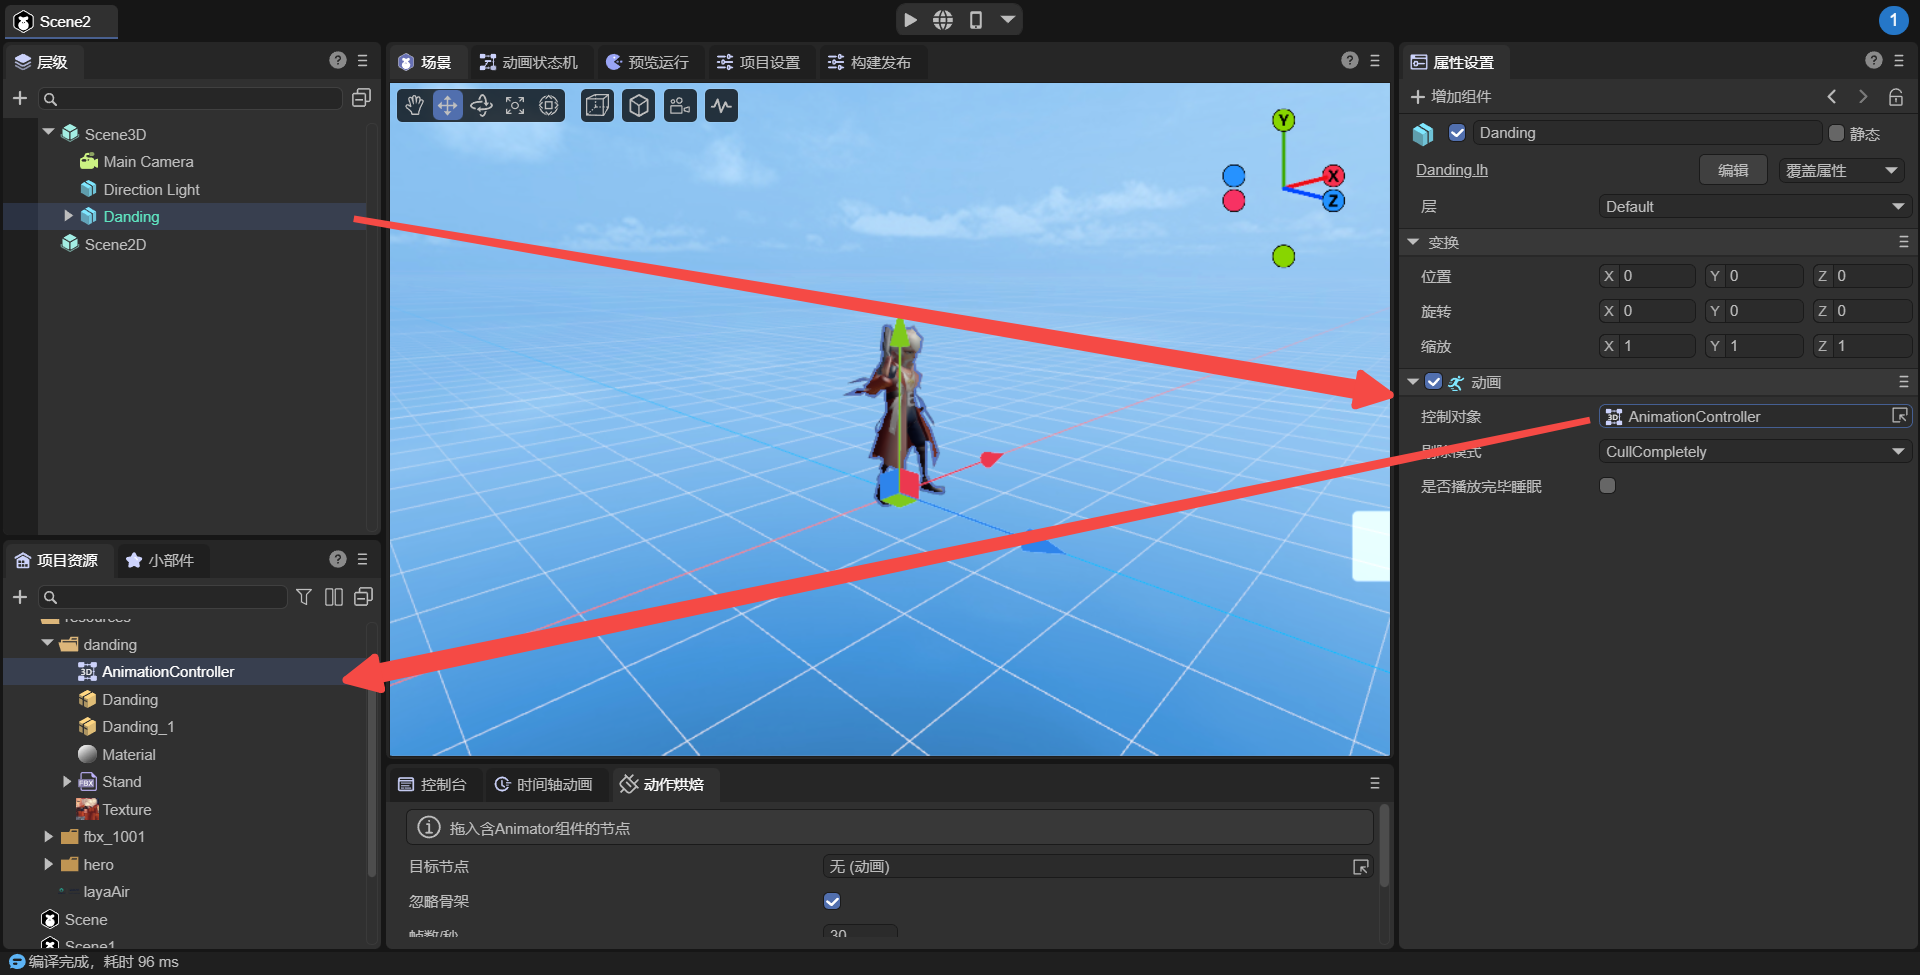 Scene2
1
层级
Scene3D
Main Camera
Direction Light
Danding
Scene2D
项目资源
小部件
resources
danding
AnimationController
Danding
Danding_1
Material
FBX
Stand
Texture
fbx_1001
hero
layaAir
Scene
Scene1
编译完成，耗时 96 ms
场景
动画状态机
预览运行
项目设置
构建发布
Y
X
Z
控制台
时间轴动画
动作烘焙
拖入含Animator组件的节点
目标节点
无 (动画)
忽略骨架
帧数/秒
30
属性设置
增加组件
Danding
静态
Danding.lh
编辑
覆盖属性
层
Default
变换
位置
X 0
Y 0
Z 0
旋转
X 0
Y 0
Z 0
缩放
X 1
Y 1
Z 1
动画
控制对象
3D
AnimationController
剔除模式
CullCompletely
是否播放完毕睡眠